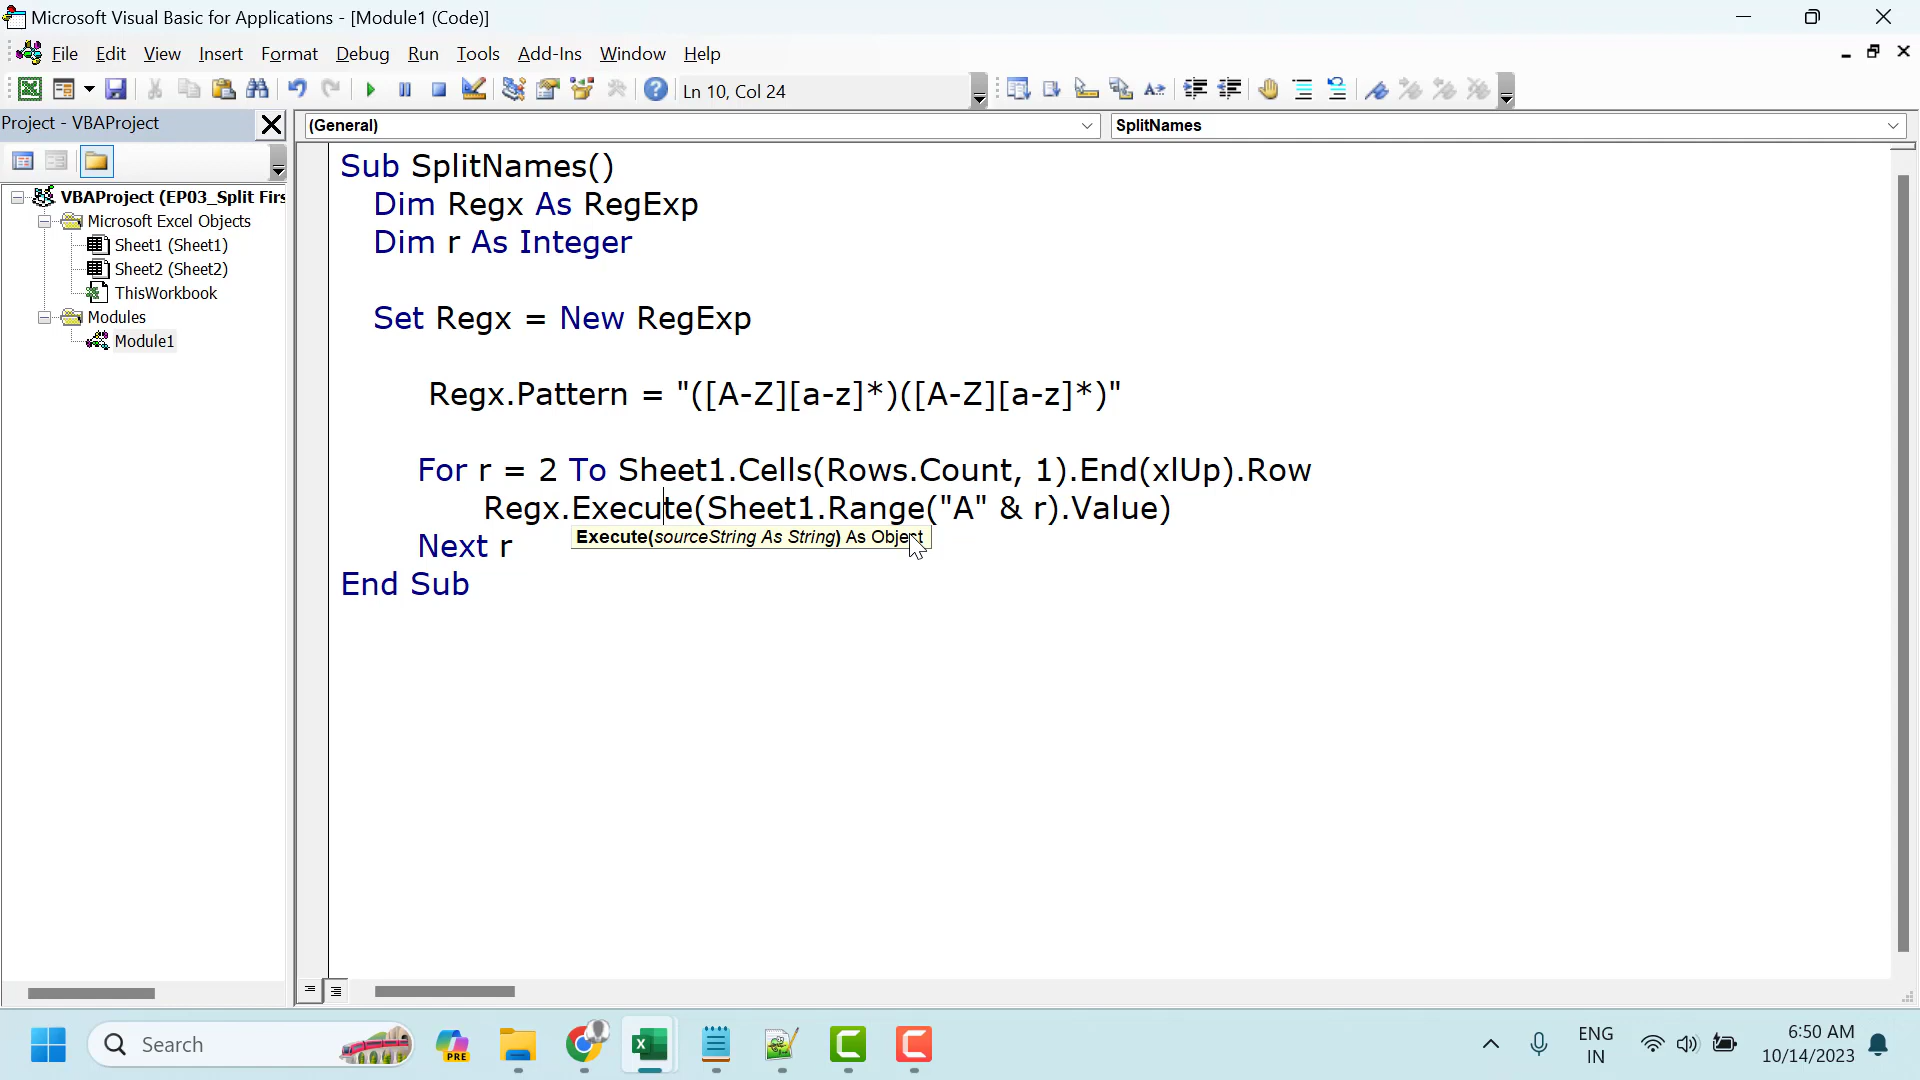 Microsoft Visual Basic for Applications - [Module1 (Code)]
File Edit View Insert Format Debug Run Tools Add-Ins Window Help
Ln 10, Col 24
Project - VBAProject
(General)
SplitNames
VBAProject (EP03_Split Firs
Microsoft Excel Objects
Sheet1 (Sheet1)
Sheet2 (Sheet2)
ThisWorkbook
Modules
Module1
Sub SplitNames()
Dim Regx As RegExp
Dim r As Integer
Set Regx = New RegExp
Regx.Pattern = "([A-Z][a-z]*)([A-Z][a-z]*)"
For r = 2 To Sheet1.Cells(Rows.Count, 1).End(xlUp).Row
Regx.Execute(Sheet1.Range("A" & r).Value)
Execute(sourceString As String) As Object
Next r
End Sub
Search
PRE
ENG
IN
6:50 AM
10/14/2023